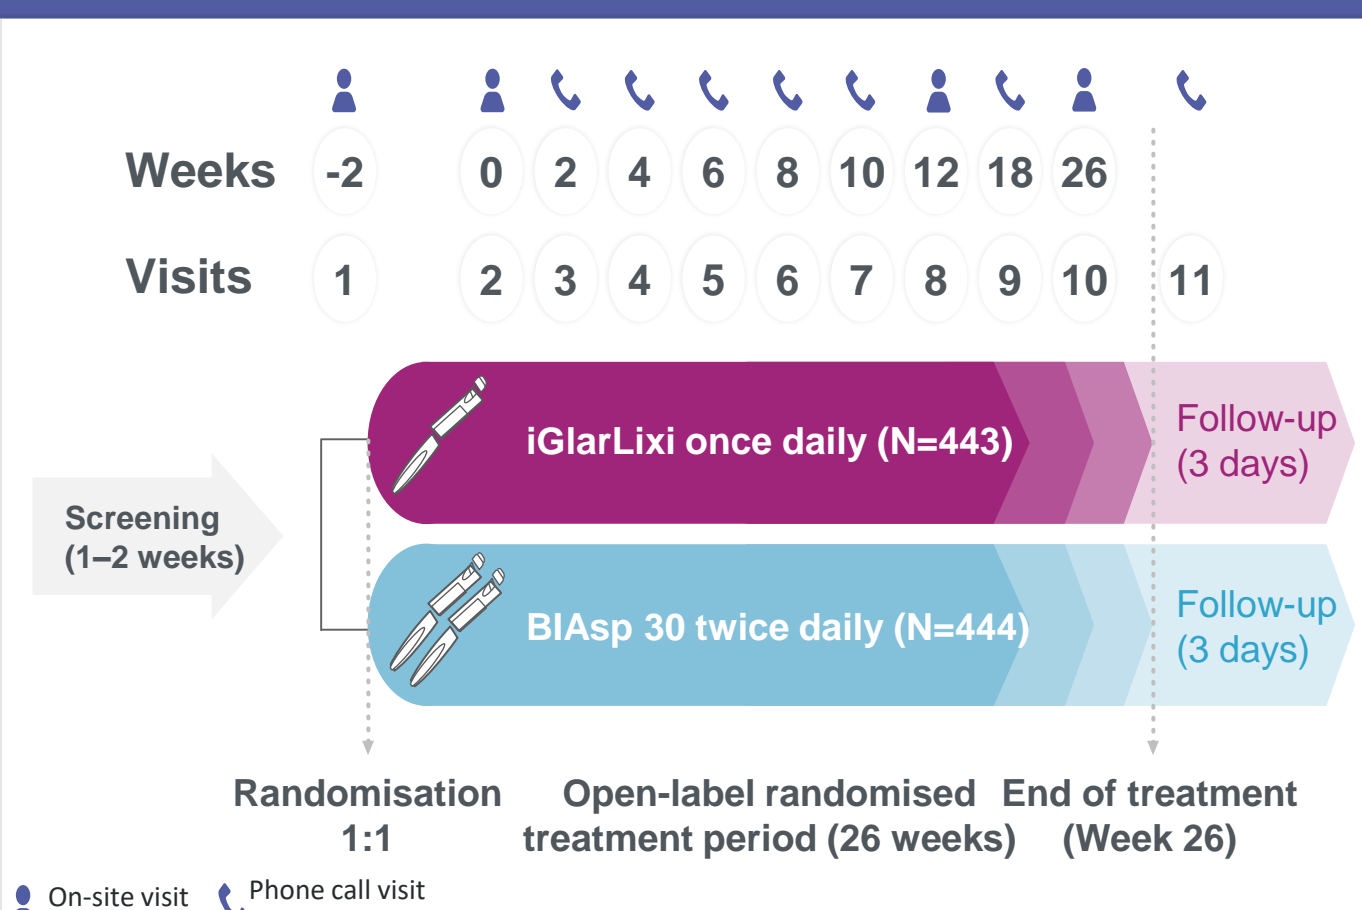 Weeks -2 0 2 4 6 8 10 12 18 26
Visits 1 2 3 4 5 6 7 8 9 10 11
iGlarLixi once daily (N=443)
Follow-up
(3 days)
Screening
(1–2 weeks)
BIAsp 30 twice daily (N=444)
Follow-up
(3 days)
Randomisation
1:1
Open-label randomised
treatment period (26 weeks)
End of treatment
(Week 26)
On-site visit
Phone call visit